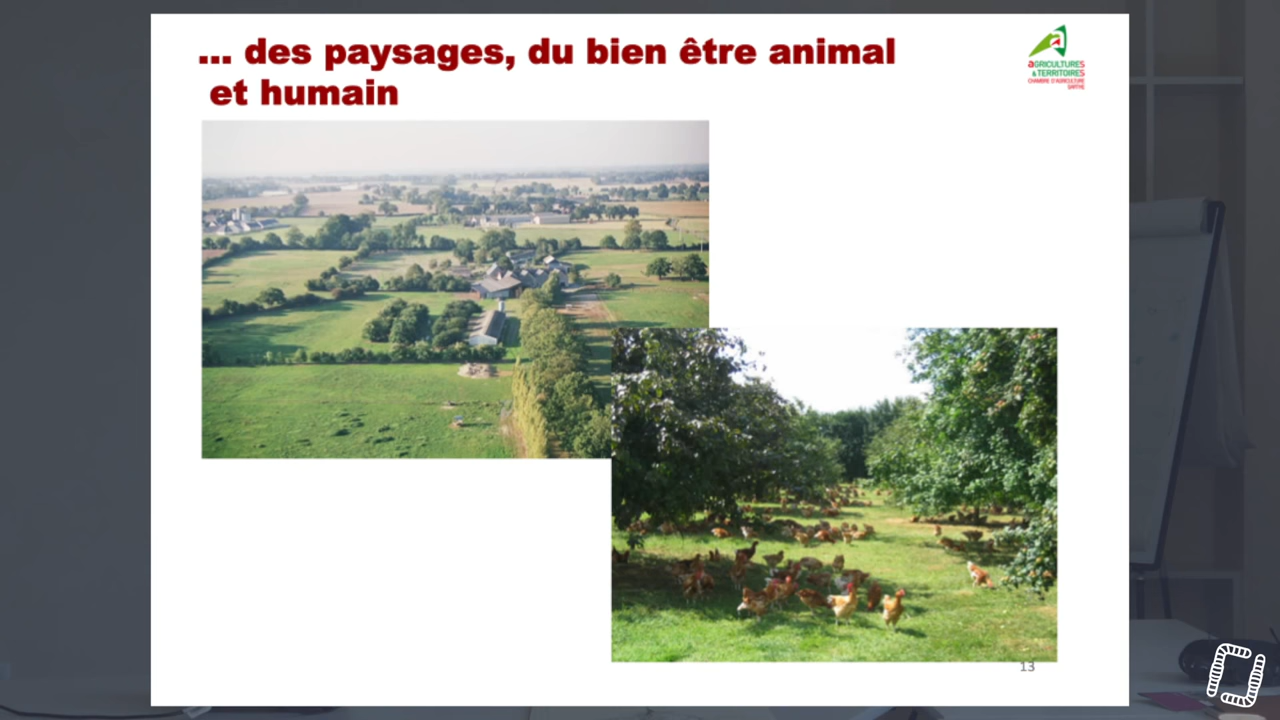 ... des paysages, du bien être animal
et humain
aGRICULTURES
& TERRITOIRES
CHAMBRE D'AGRICULTURE
SARTHE
13